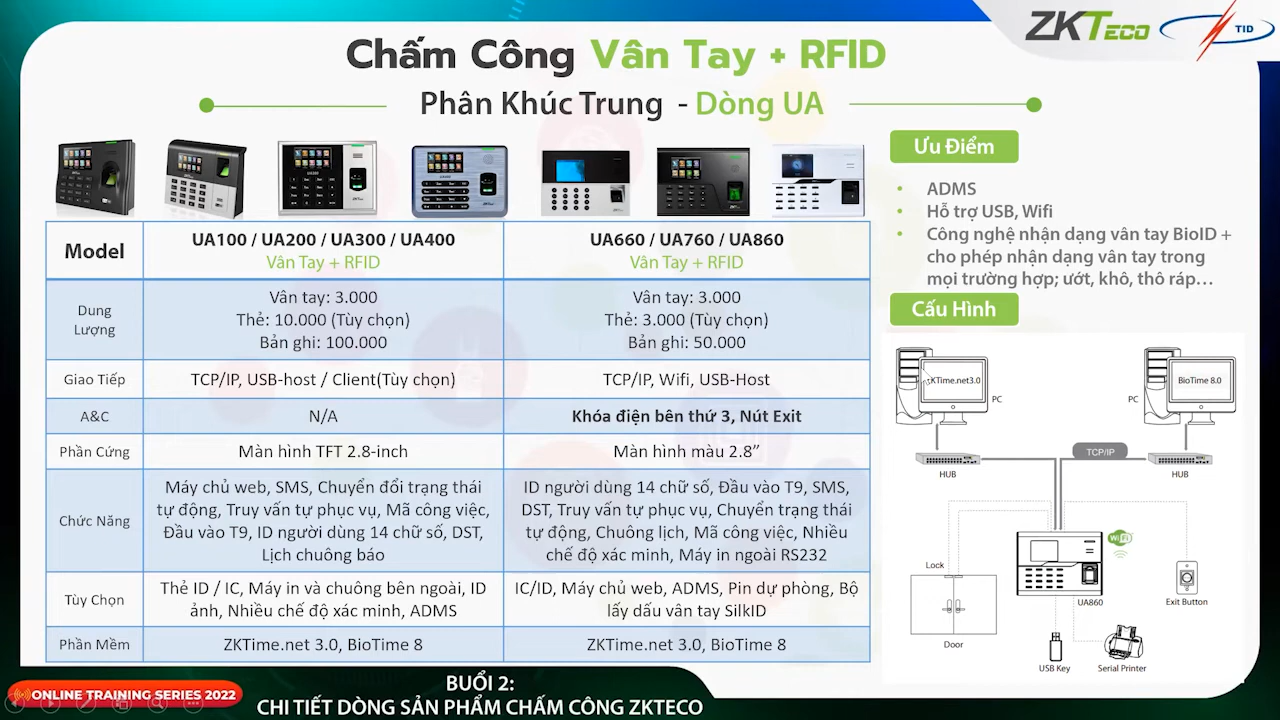 ZKTeco
TID
Chấm Công Vân Tay + RFID
Phân Khúc Trung - Dòng UA
Model
UA100 / UA200 / UA300 / UA400
Vân Tay + RFID
UA660 / UA760 / UA860
Vân Tay + RFID
Dung
Lượng
Vân tay: 3.000
Thẻ: 10.000 (Tùy chọn)
Bản ghi: 100.000
Vân tay: 3.000
Thẻ: 3.000 (Tùy chọn)
Bản ghi: 50.000
Giao Tiếp
TCP/IP, USB-host / Client(Tùy chọn)
TCP/IP, Wifi, USB-Host
A&C
N/A
Khóa điện bên thứ 3, Nút Exit
Phần Cứng
Màn hình TFT 2.8-inch
Màn hình màu 2.8”
Chức Năng
Máy chủ web, SMS, Chuyển đổi trạng thái
tự động, Truy vấn tự phục vụ, Mã công việc,
Đầu vào T9, ID người dùng 14 chữ số, DST,
Lịch chuông báo
ID người dùng 14 chữ số, Đầu vào T9, SMS,
DST, Truy vấn tự phục vụ, Chuyển trạng thái
tự động, Chuông lịch, Mã công việc, Nhiều
chế độ xác minh, Máy in ngoài RS232
Tùy Chọn
Thẻ ID / IC, Máy in và chuông bên ngoài, ID
ảnh, Nhiều chế độ xác minh, ADMS
IC/ID, Máy chủ web, ADMS, Pin dự phòng, Bộ
lấy dấu vân tay SilkID
Phần Mềm
ZKTime.net 3.0, BioTime 8
ZKTime.net 3.0, BioTime 8
Ưu Điểm
• ADMS
• Hỗ trợ USB, Wifi
• Công nghệ nhận dạng vân tay BioID +
cho phép nhận dạng vân tay trong
mọi trường hợp; ướt, khô, thô ráp…
Cấu Hình
KTime.net3.0
PC
PC
BioTime 8.0
HUB
TCP/IP
HUB
WiFi
Lock
UA860
Exit Button
Door
USB Key
Serial Printer
ONLINE TRAINING SERIES 2022
BUỔI 2:
CHI TIẾT DÒNG SẢN PHẨM CHẤM CÔNG ZKTECO